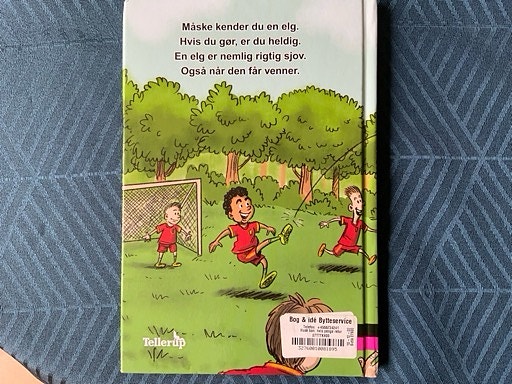 Måske kender du en elg.
Hvis du gør, er du heldig.
En elg er nemlig rigtig sjov.
Også når den får venner.
Bog & idé Bytteservice
Tellerup